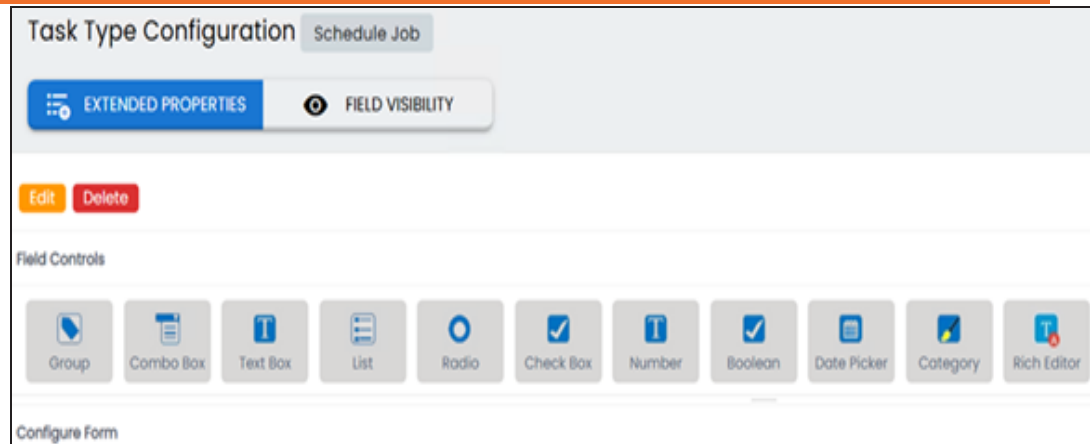 Task Type Configuration Schedule Job
EXTENDED PROPERTIES FIELD VISIBILITY
Edit Delete
Field Controls
Group Combo Box Text Box List Radio Check Box Number Boolean Date Picker Category Rich Editor
Configure Form